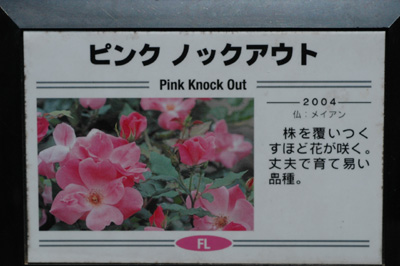 ピンク ノックアウト
Pink Knock Out
2004
仏：メイアン
株を覆いつく
すほど花が咲く。
丈夫で育て易い
品種。
FL